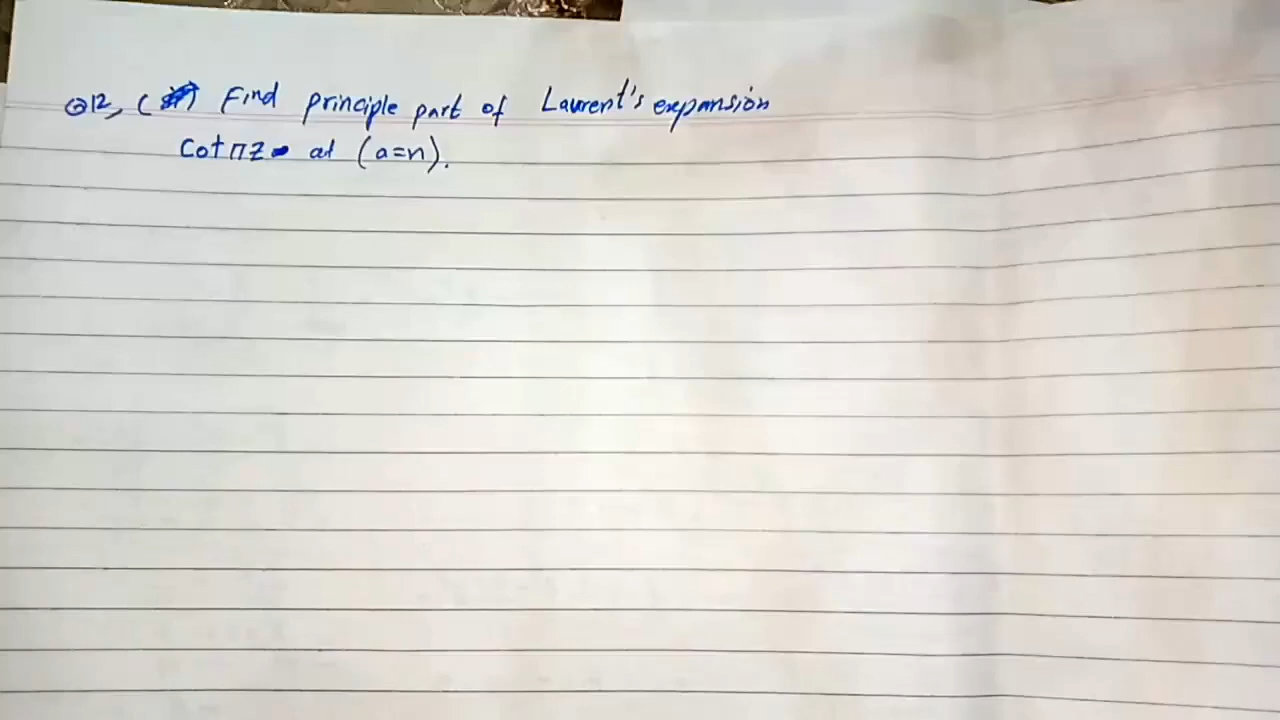 Q12, ( Find principle part of Laurent's expansion
Cot πz at (a=n).